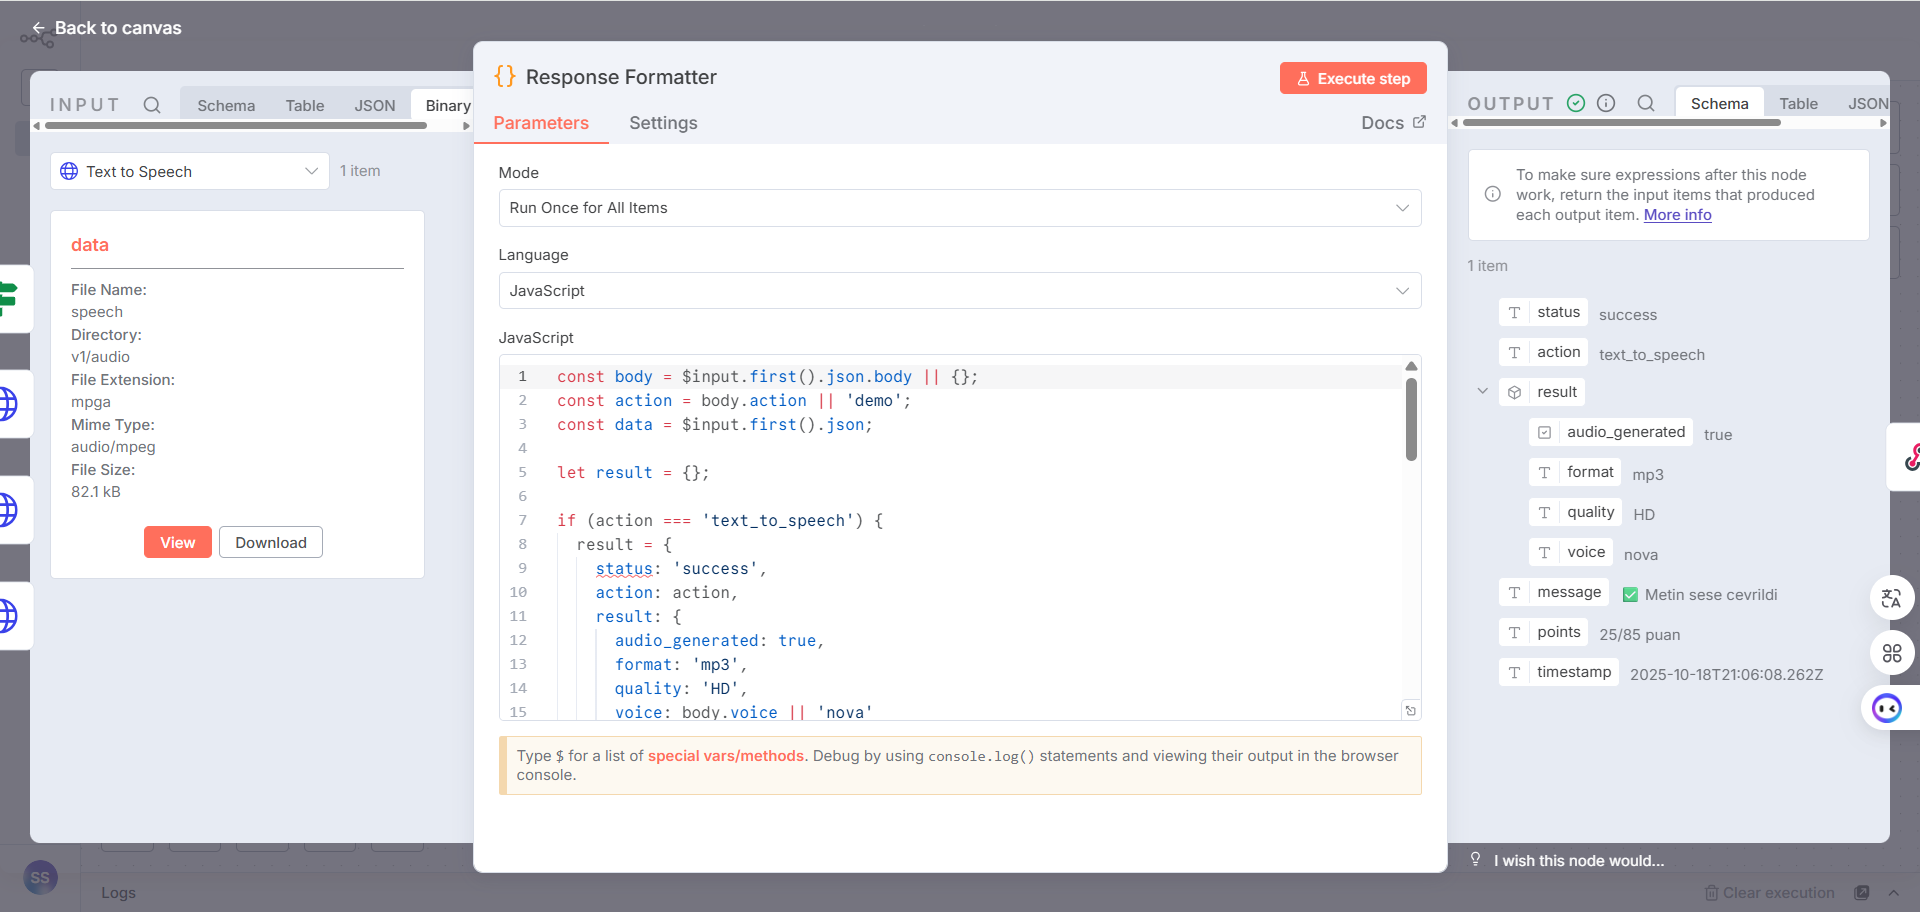 Back to canvas
INPUT
Schema
Table
JSON
Binary
Text to Speech
1 item
data
File Name:
speech
Directory:
v1/audio
File Extension:
mpga
Mime Type:
audio/mpeg
File Size:
82.1 kB
View
Download
Response Formatter
Execute step
Parameters
Settings
Docs
Mode
Run Once for All Items
Language
JavaScript
JavaScript
1 const body = $input.first().json.body || {};
2 const action = body.action || 'demo';
3 const data = $input.first().json;
4
5 let result = {};
6
7 if (action === 'text_to_speech') {
8 result = {
9 status: 'success',
10 action: action,
11 result: {
12 audio_generated: true,
13 format: 'mp3',
14 quality: 'HD',
15 voice: body.voice || 'nova'
Type $ for a list of special vars/methods. Debug by using console.log() statements and viewing their output in the browser
console.
OUTPUT
Schema
Table
JSON
To make sure expressions after this node
work, return the input items that produced
each output item. More info
1 item
status success
action text_to_speech
result
audio_generated true
format mp3
quality HD
voice nova
message ✅ Metin sese cevrildi
points 25/85 puan
timestamp 2025-10-18T21:06:08.262Z
I wish this node would...
SS
Logs
Clear execution